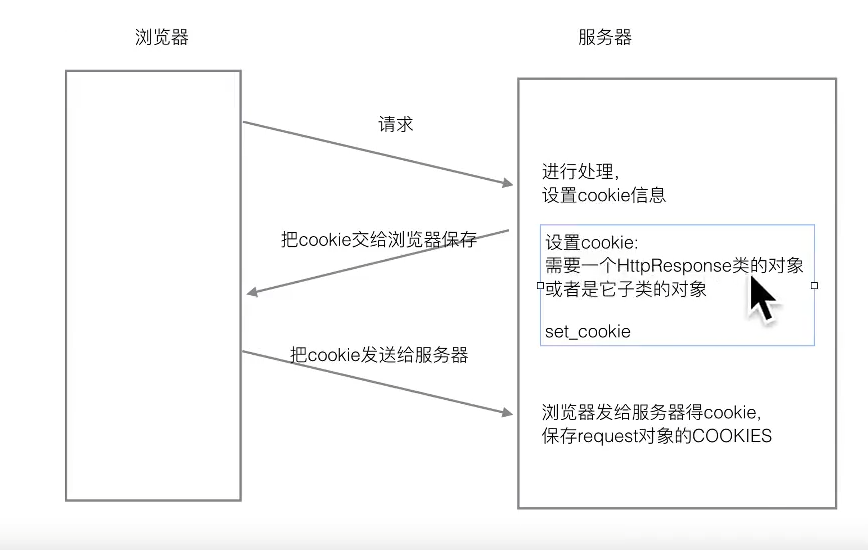 浏览器
服务器
请求
进行处理，
设置cookie信息
把cookie交给浏览器保存
设置cookie:
需要一个HttpResponse类的对象
或者是它子类的对象
set_cookie
把cookie发送给服务器
浏览器发给服务器得cookie,
保存request对象的COOKIES